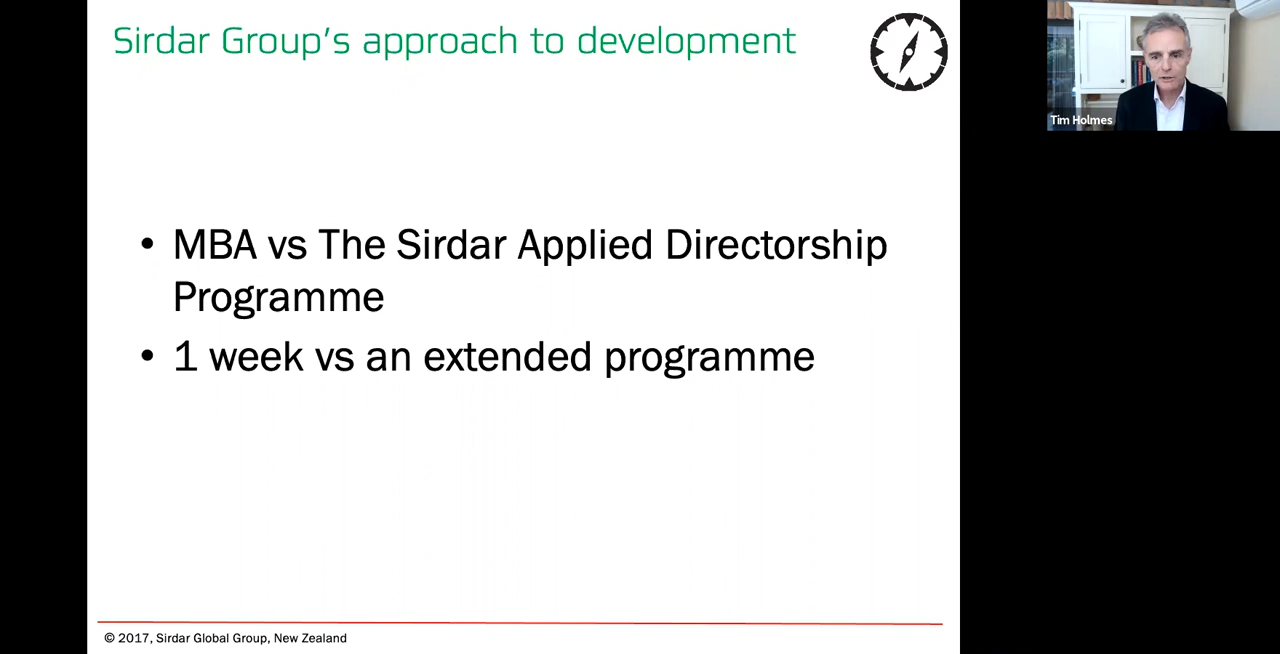 Sirdar Group's approach to development
Tim Holmes
• MBA vs The Sirdar Applied Directorship
Programme
• 1 week vs an extended programme
© 2017, Sirdar Global Group, New Zealand